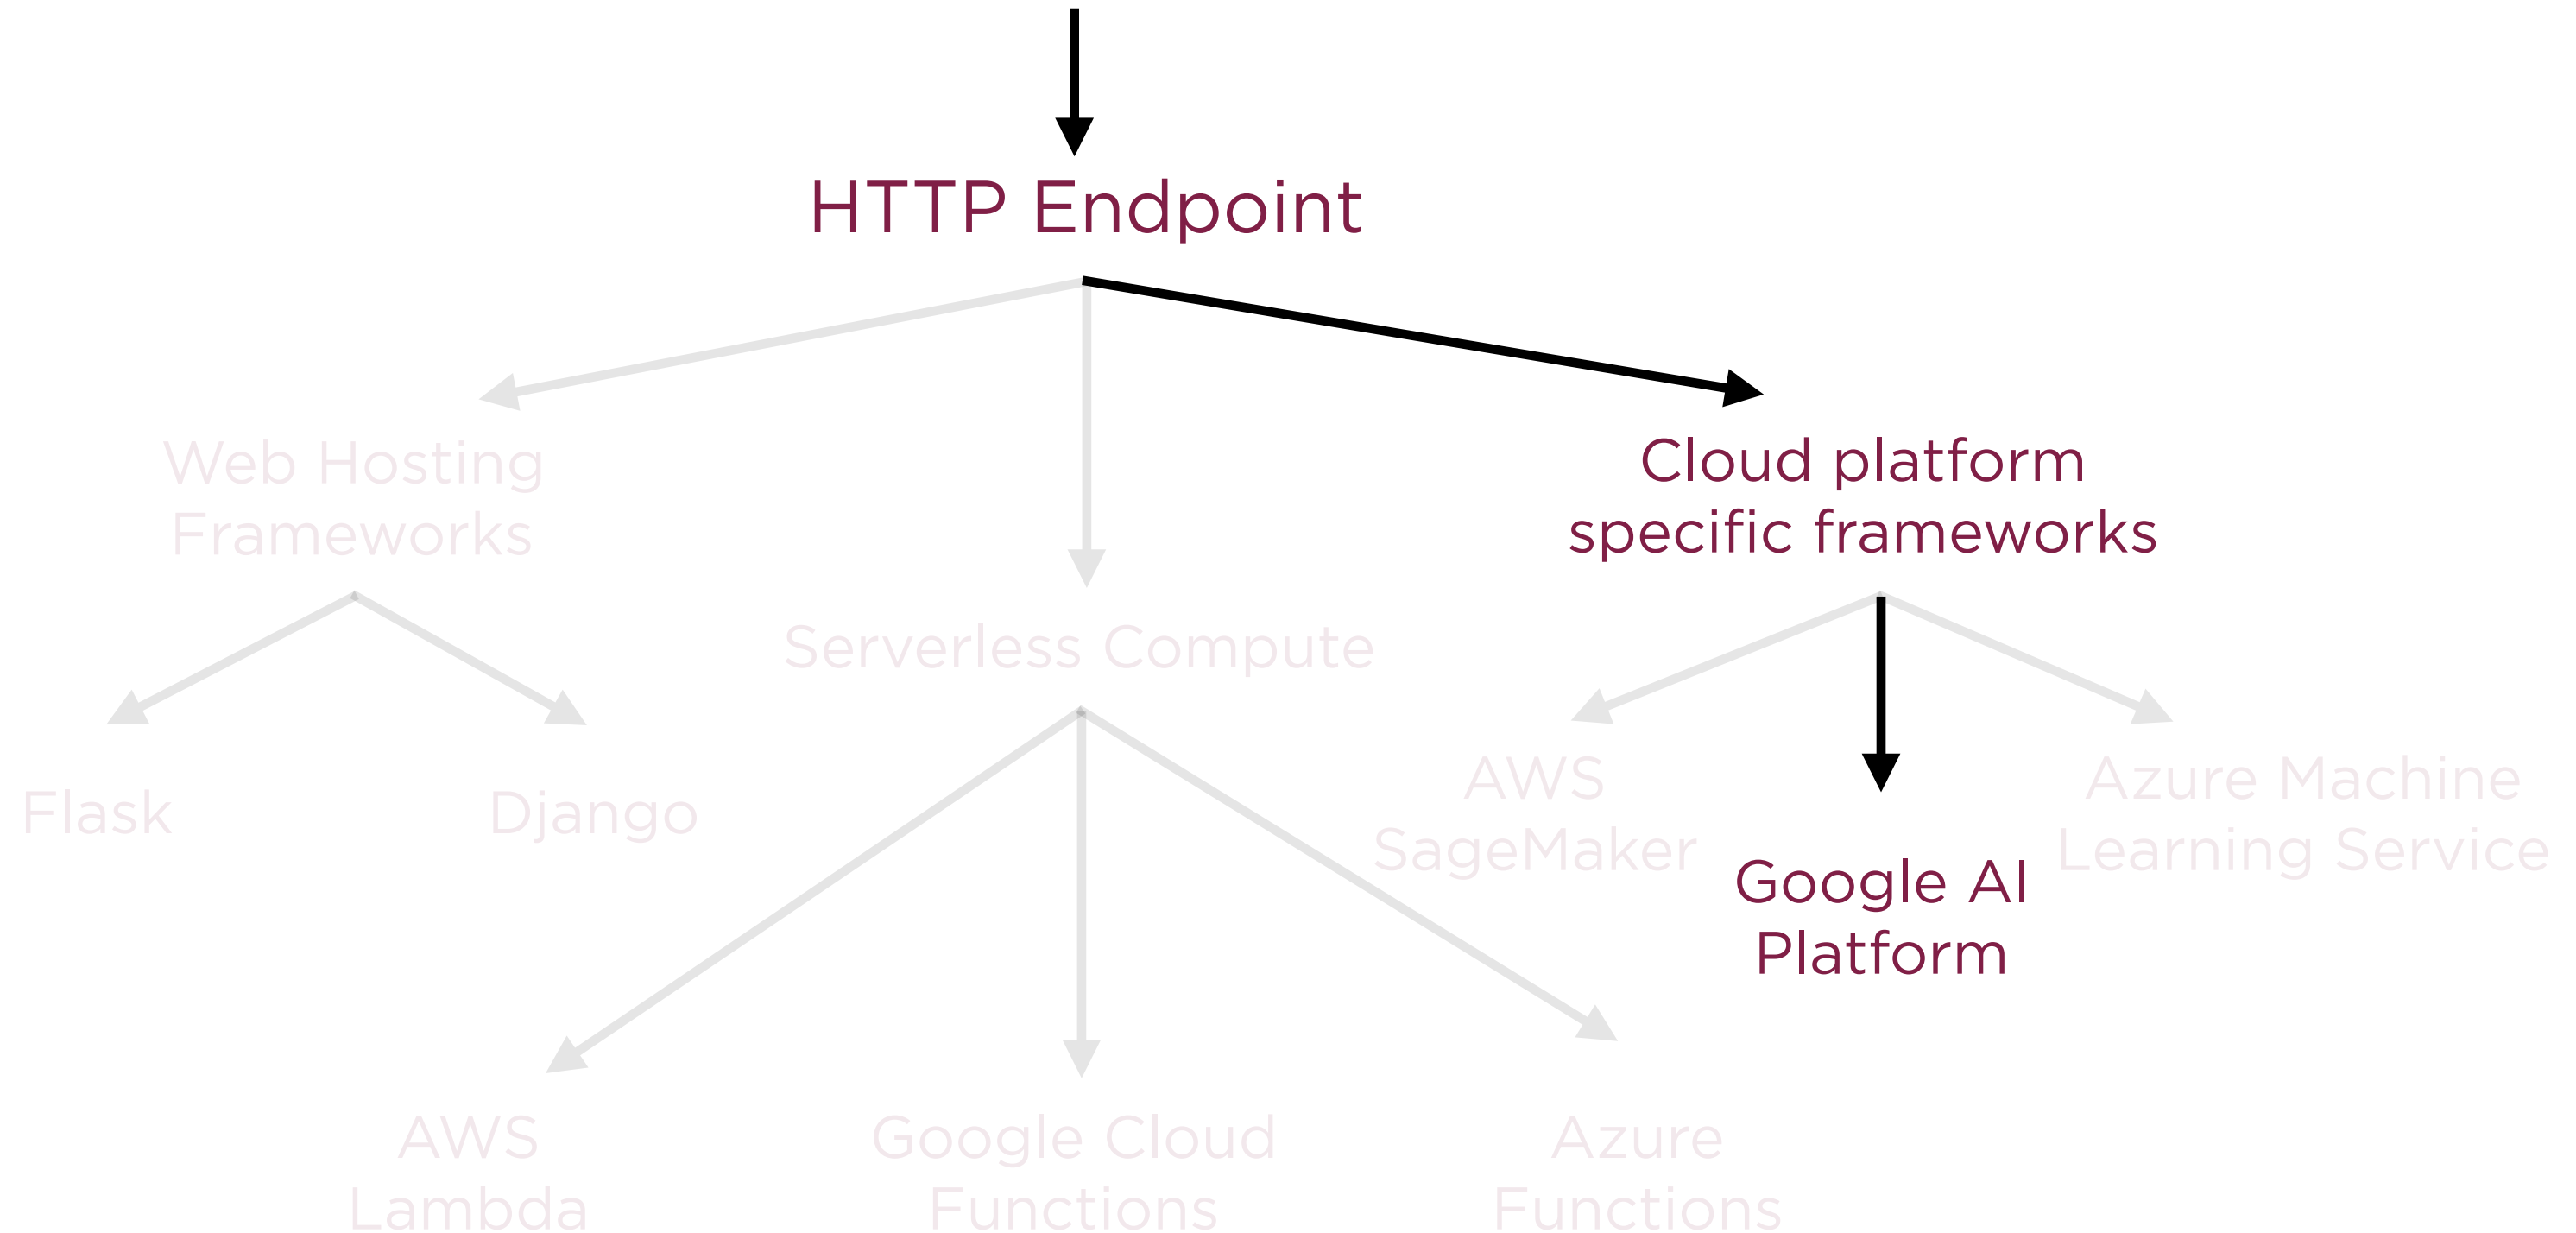 HTTP Endpoint
Web Hosting
Frameworks
Cloud platform
specific frameworks
Serverless Compute
Flask
Django
AWS
SageMaker
Google AI
Platform
Azure Machine
Learning Service
AWS
Lambda
Google Cloud
Functions
Azure
Functions